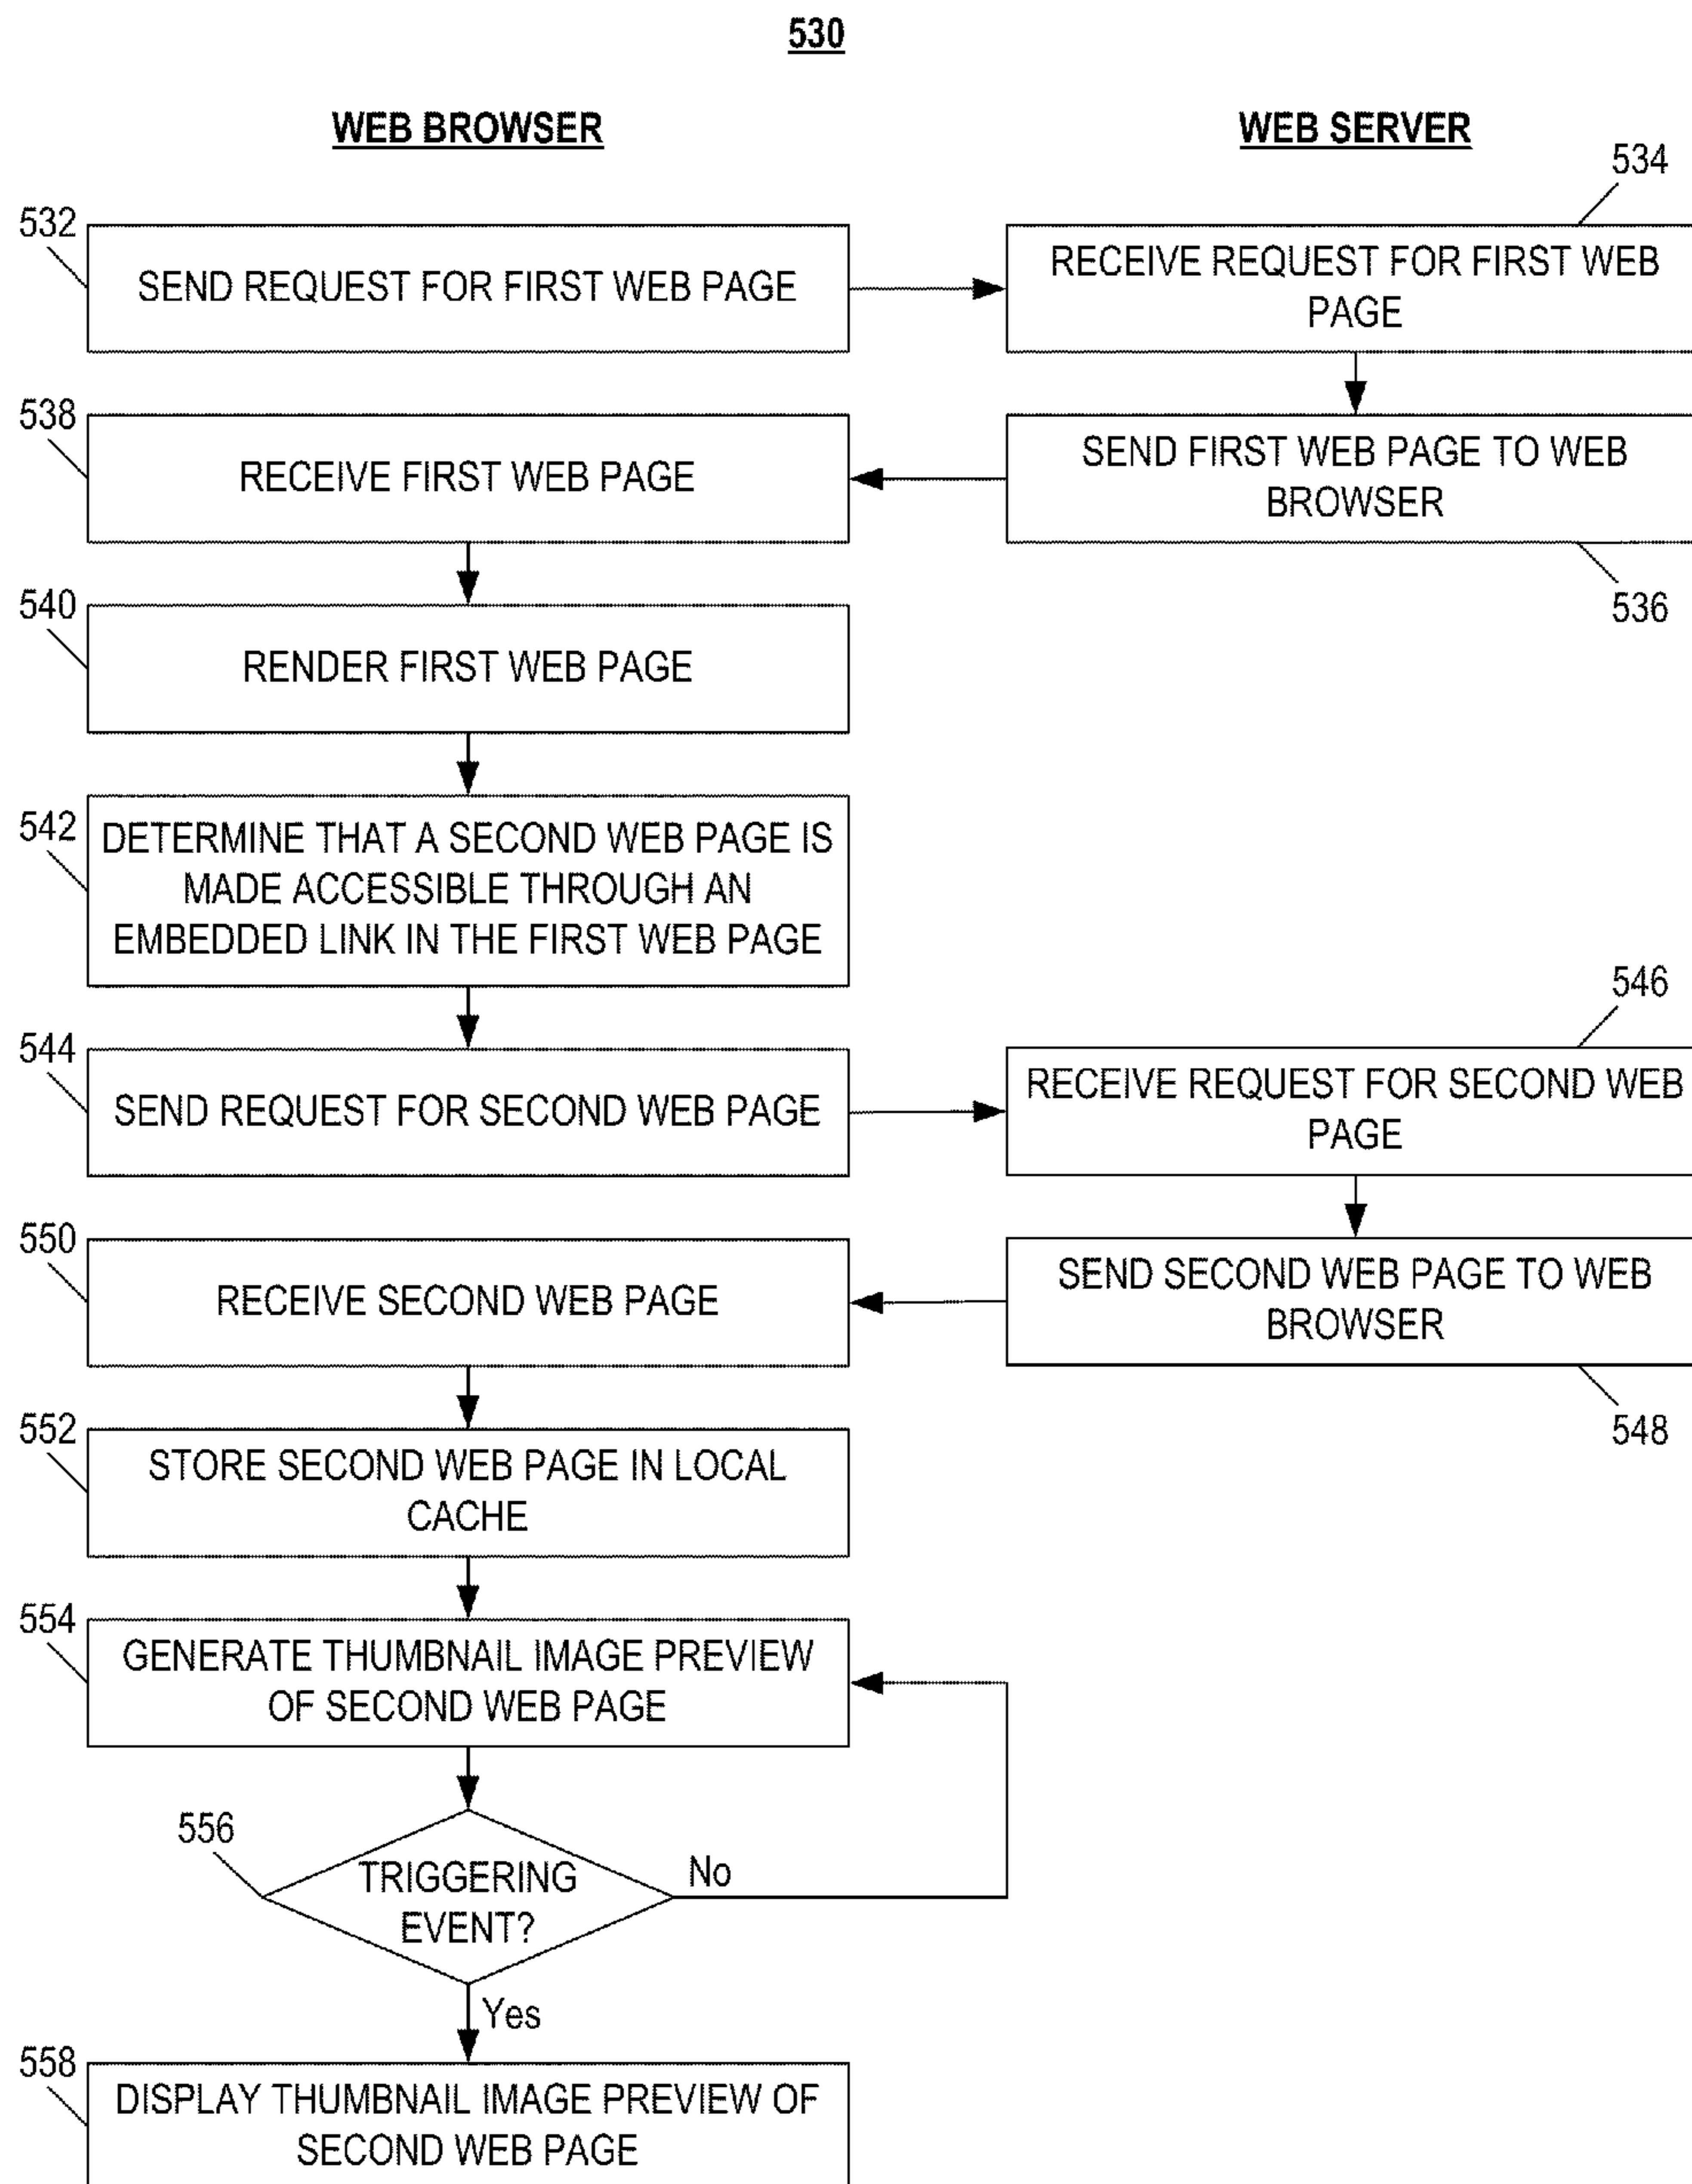 530
WEB BROWSER
WEB SERVER
534
532
SEND REQUEST FOR FIRST WEB PAGE
RECEIVE REQUEST FOR FIRST WEB
PAGE
538
RECEIVE FIRST WEB PAGE
SEND FIRST WEB PAGE TO WEB
BROWSER
536
540
RENDER FIRST WEB PAGE
542
DETERMINE THAT A SECOND WEB PAGE IS
MADE ACCESSIBLE THROUGH AN
EMBEDDED LINK IN THE FIRST WEB PAGE
546
544
SEND REQUEST FOR SECOND WEB PAGE
RECEIVE REQUEST FOR SECOND WEB
PAGE
550
RECEIVE SECOND WEB PAGE
SEND SECOND WEB PAGE TO WEB
BROWSER
548
552
STORE SECOND WEB PAGE IN LOCAL
CACHE
554
GENERATE THUMBNAIL IMAGE PREVIEW
OF SECOND WEB PAGE
556
TRIGGERING
EVENT?
No
Yes
558
DISPLAY THUMBNAIL IMAGE PREVIEW OF
SECOND WEB PAGE